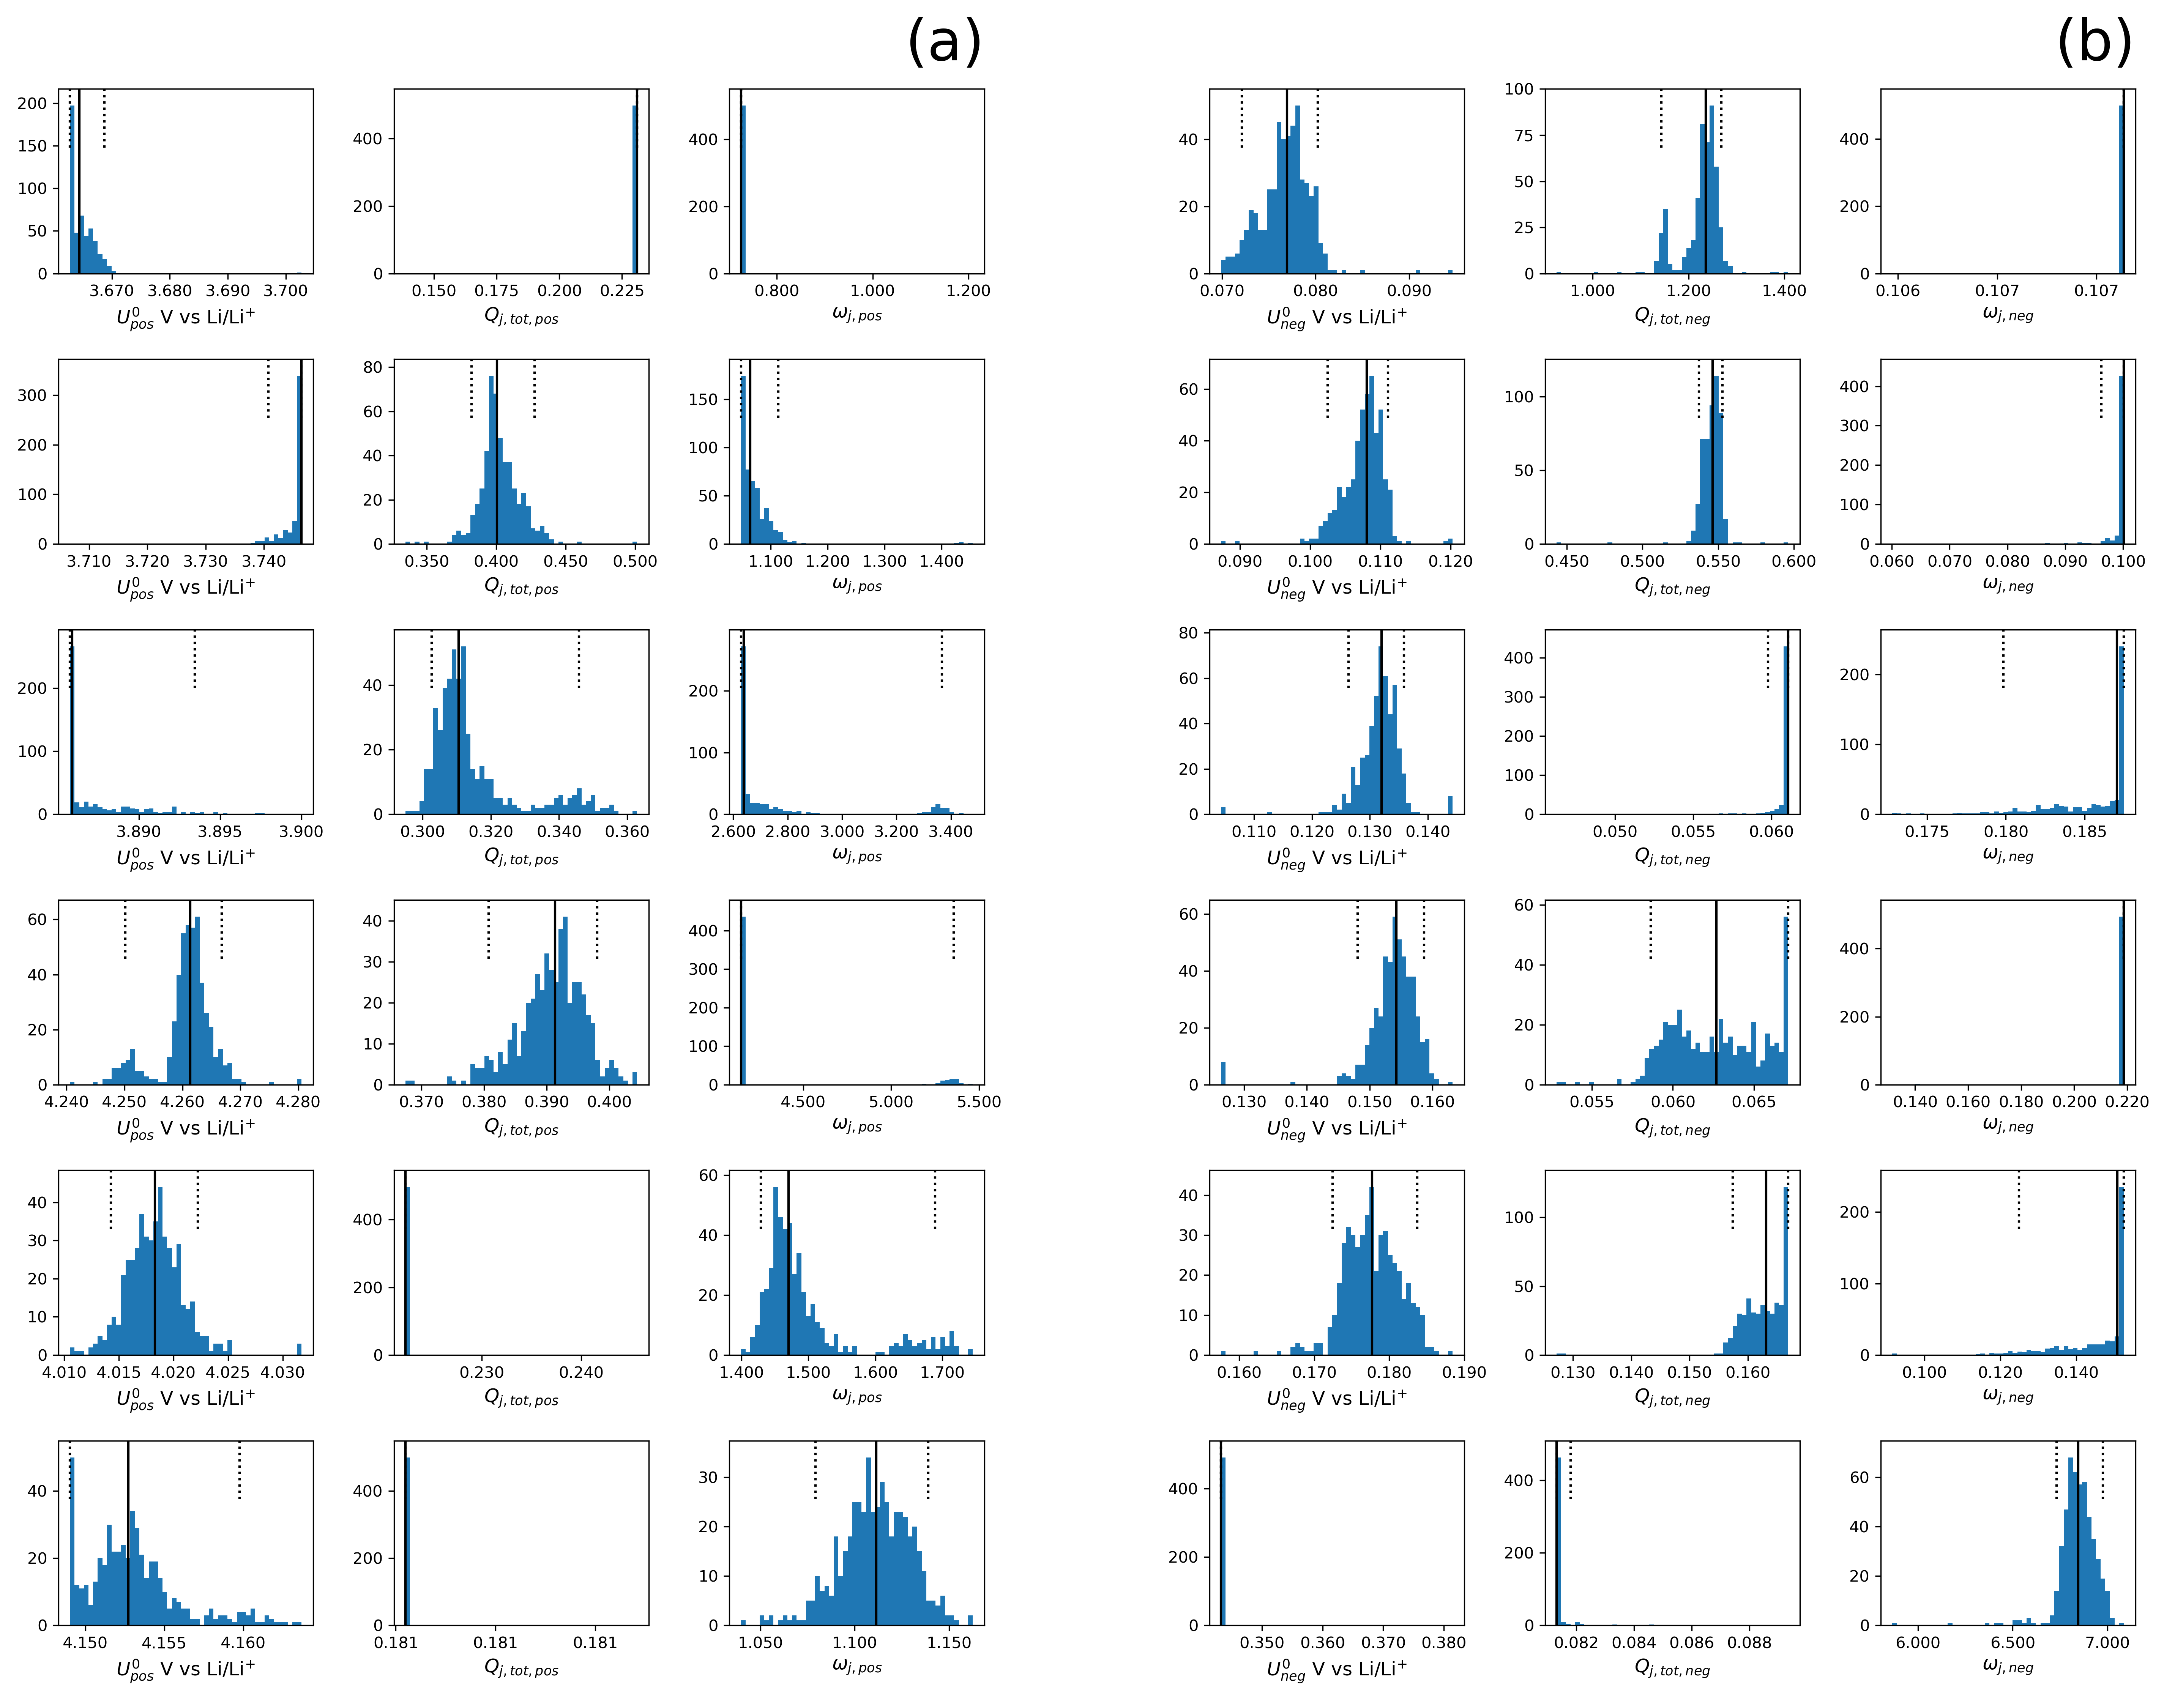 (a) (b)
200 150 100 50 0
3.670 3.680 3.690 3.700
U⁰pos V vs Li/Li⁺
400 200 0
0.150 0.175 0.200 0.225
Qj,tot,pos
400 200 0
0.800 1.000 1.200
ωj,pos
40 20 0
0.070 0.080 0.090
U⁰neg V vs Li/Li⁺
100 75 50 25 0
1.000 1.200 1.400
Qj,tot,neg
400 200 0
0.106 0.107 0.107
ωj,neg
300 200 100 0
3.710 3.720 3.730 3.740
U⁰pos V vs Li/Li⁺
80 60 40 20 0
0.350 0.400 0.450 0.500
Qj,tot,pos
150 100 50 0
1.100 1.200 1.300 1.400
ωj,pos
60 40 20 0
0.090 0.100 0.110 0.120
U⁰neg V vs Li/Li⁺
100 50 0
0.450 0.500 0.550 0.600
Qj,tot,neg
400 300 200 100 0
0.060 0.070 0.080 0.090 0.100
ωj,neg
200 100 0
3.890 3.895 3.900
U⁰pos V vs Li/Li⁺
40 20 0
0.300 0.320 0.340 0.360
Qj,tot,pos
200 100 0
2.600 2.800 3.000 3.200 3.400
ωj,pos
80 60 40 20 0
0.110 0.120 0.130 0.140
U⁰neg V vs Li/Li⁺
400 300 200 100 0
0.050 0.055 0.060
Qj,tot,neg
200 100 0
0.175 0.180 0.185
ωj,neg
60 40 20 0
4.240 4.250 4.260 4.270 4.280
U⁰pos V vs Li/Li⁺
40 30 20 10 0
0.370 0.380 0.390 0.400
Qj,tot,pos
400 300 200 100 0
4.500 5.000 5.500
ωj,pos
60 40 20 0
0.130 0.140 0.150 0.160
U⁰neg V vs Li/Li⁺
60 40 20 0
0.055 0.060 0.065
Qj,tot,neg
400 200 0
0.140 0.160 0.180 0.200 0.220
ωj,neg
40 30 20 10 0
4.010 4.015 4.020 4.025 4.030
U⁰pos V vs Li/Li⁺
400 200 0
0.230 0.240
Qj,tot,pos
60 40 20 0
1.400 1.500 1.600 1.700
ωj,pos
40 30 20 10 0
0.160 0.170 0.180 0.190
U⁰neg V vs Li/Li⁺
100 50 0
0.130 0.140 0.150 0.160
Qj,tot,neg
200 100 0
0.100 0.120 0.140
ωj,neg
40 20 0
4.150 4.155 4.160
U⁰pos V vs Li/Li⁺
400 200 0
0.181 0.181 0.181
Qj,tot,pos
30 20 10 0
1.050 1.100 1.150
ωj,pos
400 200 0
0.350 0.360 0.370 0.380
U⁰neg V vs Li/Li⁺
400 200 0
0.082 0.084 0.086 0.088
Qj,tot,neg
60 40 20 0
6.000 6.500 7.000
ωj,neg